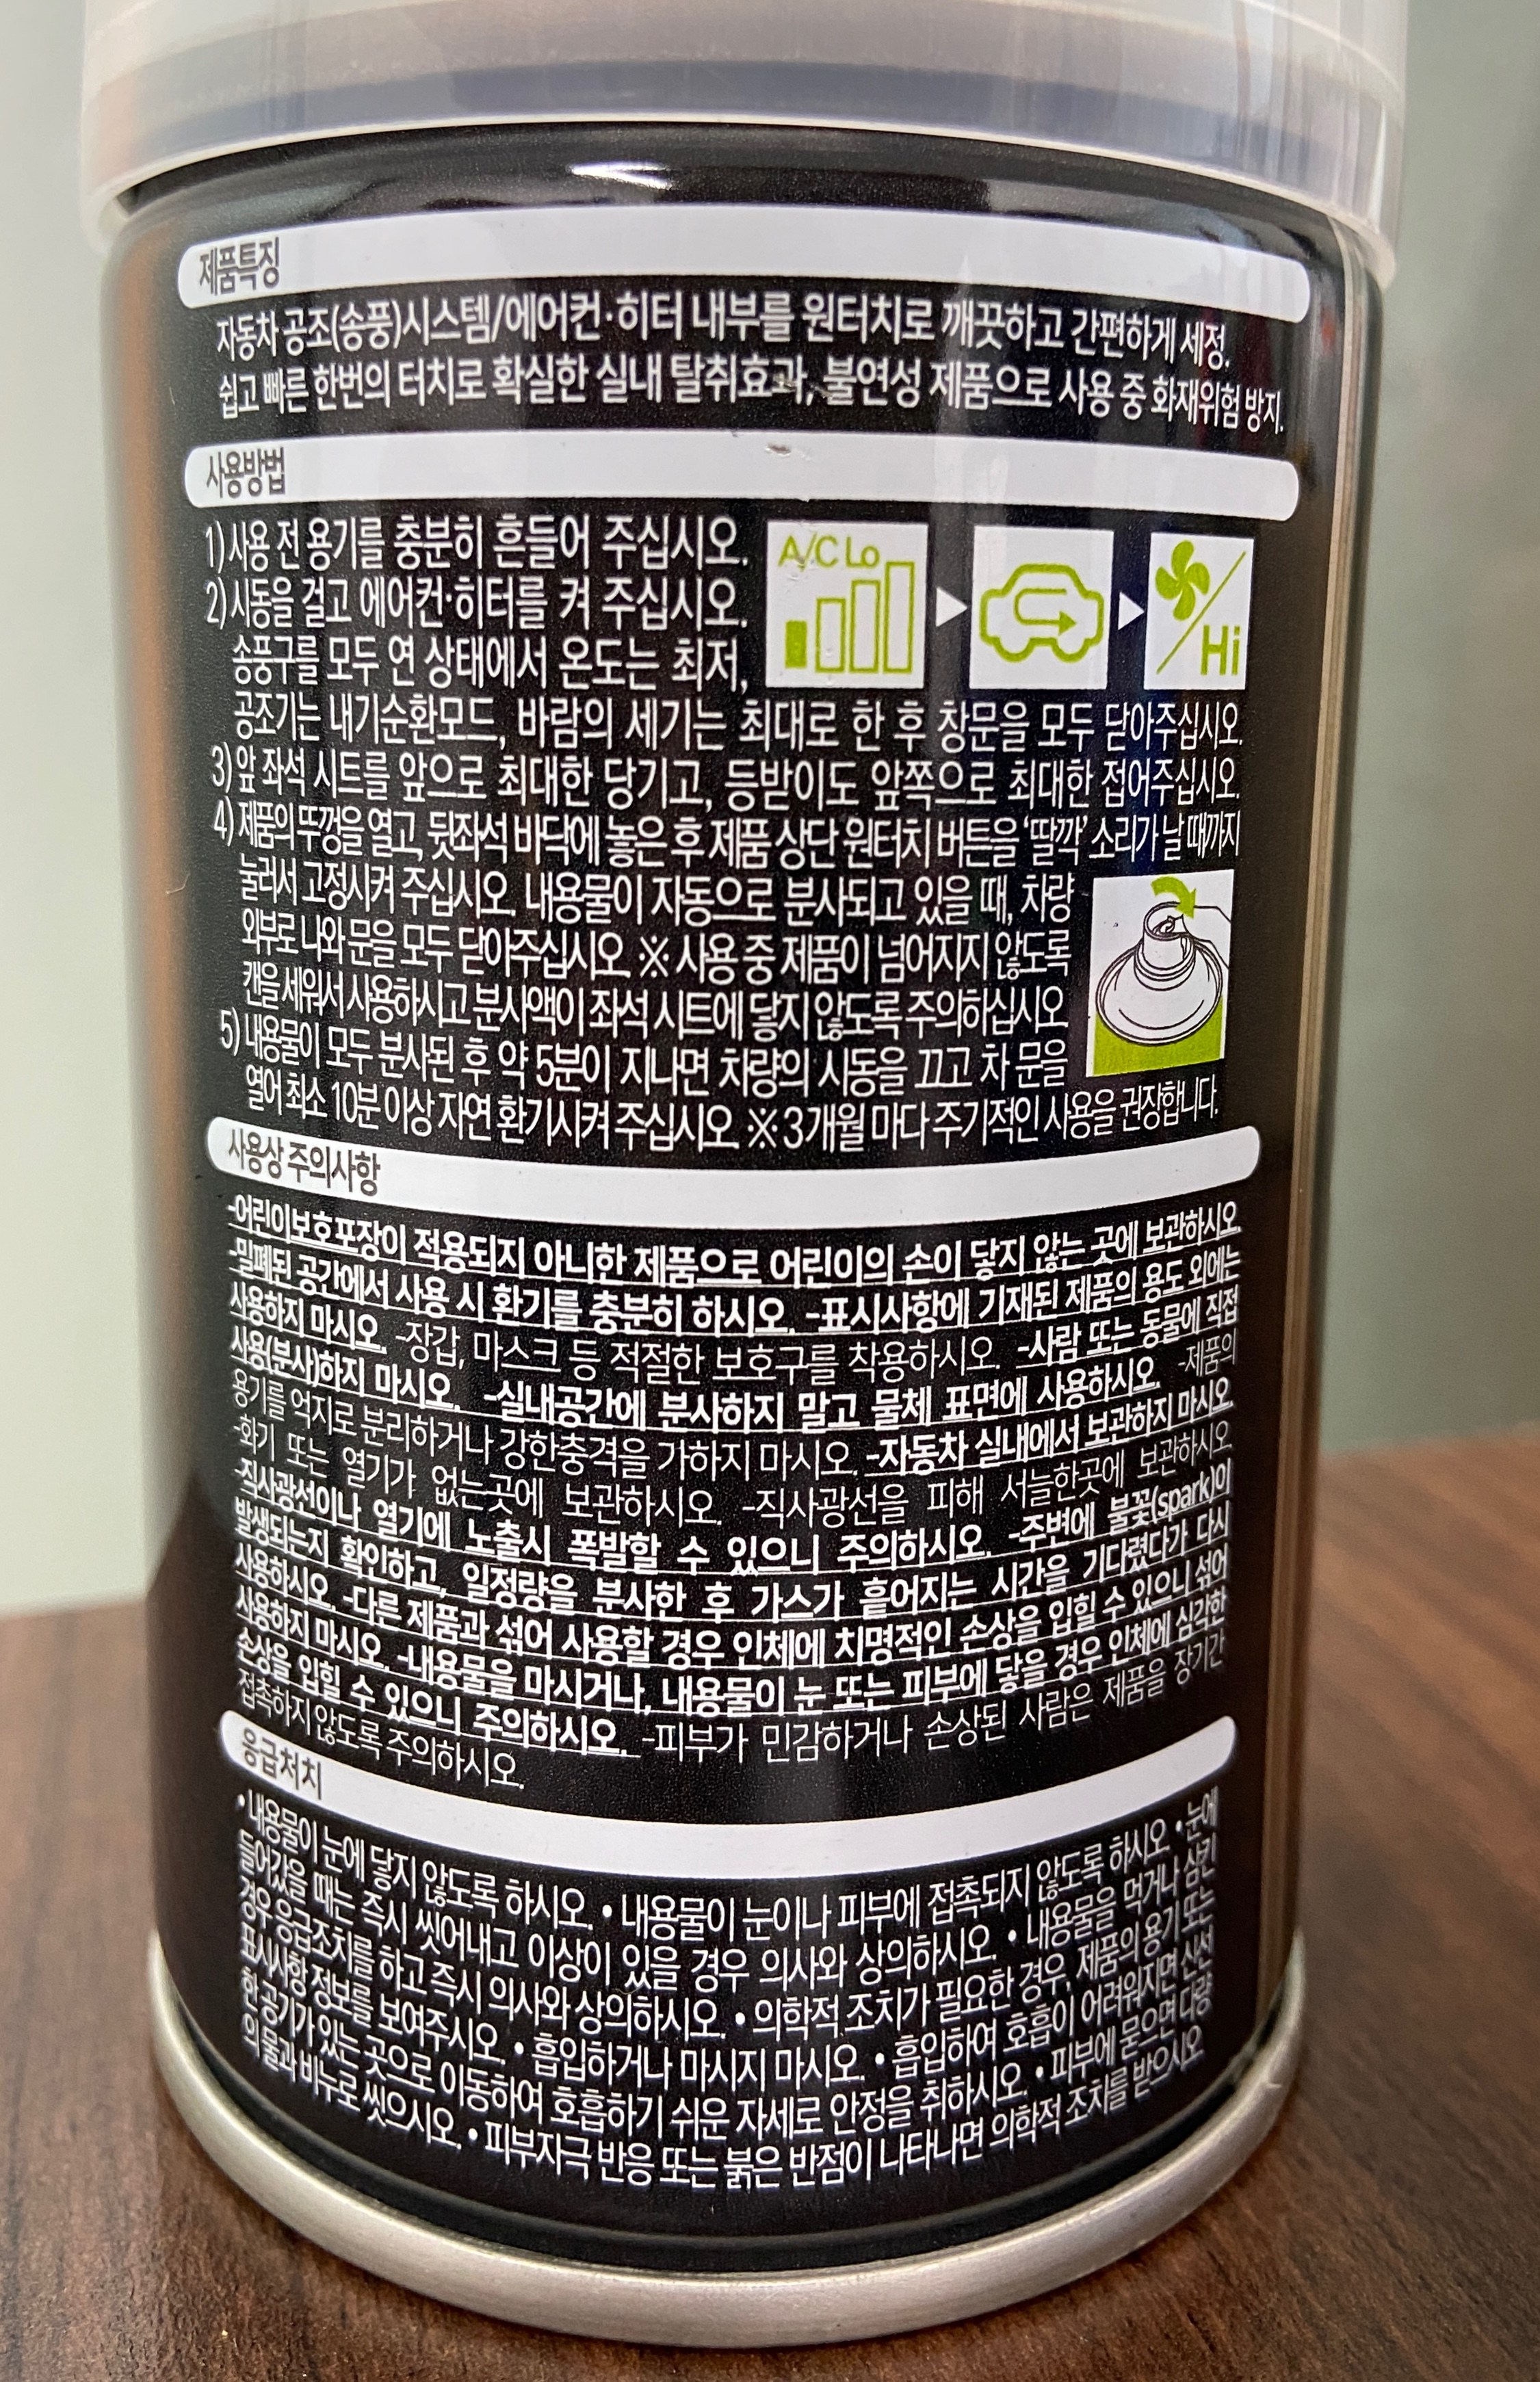 제품특징
자동차 공조(송풍)시스템/에어컨·히터 내부를 원터치로 깨끗하고 간편하게 세정.
쉽고 빠른 한번의 터치로 확실한 실내 탈취효과, 불연성 제품으로 사용 중 화재위험 방지.
사용방법
1) 사용 전 용기를 충분히 흔들어 주십시오.
2) 시동을 걸고 에어컨·히터를 켜 주십시오.
송풍구를 모두 연 상태에서 온도는 최저,
A/C Lo
Hi
공조기는 내기순환모드, 바람의 세기는 최대로 한 후 창문을 모두 닫아주십시오.
3) 앞 좌석 시트를 앞으로 최대한 당기고, 등받이도 앞쪽으로 최대한 접어주십시오.
4) 제품의 뚜껑을 열고, 뒷좌석 바닥에 놓은 후 제품 상단 원터치 버튼을 '딸깍' 소리가 날 때까지
눌러서 고정시켜 주십시오. 내용물이 자동으로 분사되고 있을 때, 차량
외부로 나와 문을 모두 닫아주십시오. ※ 사용 중 제품이 넘어지지 않도록
캔을 세워서 사용하시고 분사액이 좌석 시트에 닿지 않도록 주의하십시오.
5) 내용물이 모두 분사된 후 약 5분이 지나면 차량의 시동을 끄고 차 문을
열어 최소 10분 이상 자연 환기시켜 주십시오. ※ 3개월 마다 주기적인 사용을 권장합니다.
사용상 주의사항
-어린이보호포장이 적용되지 아니한 제품으로 어린이의 손이 닿지 않는 곳에 보관하시오.
-밀폐된 공간에서 사용 시 환기를 충분히 하시오. -표시사항에 기재된 제품의 용도 외에는
사용하지 마시오. -장갑, 마스크 등 적절한 보호구를 착용하시오. -사람 또는 동물에 직접
사용(분사)하지 마시오. -실내공간에 분사하지 말고 물체 표면에 사용하시오. -제품의
용기를 억지로 분리하거나 강한충격을 가하지 마시오. -자동차 실내에서 보관하지 마시오.
-화기 또는 열기가 없는곳에 보관하시오. -직사광선을 피해 서늘한곳에 보관하시오.
-직사광선이나 열기에 노출시 폭발할 수 있으니 주의하시오. -주변에 불꽃(spark)이
발생되는지 확인하고, 일정량을 분사한 후 가스가 흩어지는 시간을 기다렸다가 다시
사용하시오. -다른 제품과 섞어 사용할 경우 인체에 치명적인 손상을 입힐 수 있으니 섞어
사용하지 마시오. -내용물을 마시거나, 내용물이 눈 또는 피부에 닿을 경우 인체에 심각한
손상을 입힐 수 있으니 주의하시오. -피부가 민감하거나 손상된 사람은 제품을 장기간
접촉하지 않도록 주의하시오.
응급처치
• 내용물이 눈에 닿지 않도록 하시오. • 내용물이 눈이나 피부에 접촉되지 않도록 하시오. • 눈에
들어갔을 때는 즉시 씻어내고 이상이 있을 경우 의사와 상의하시오. • 내용물을 먹거나 삼킨
경우 응급조치를 하고 즉시 의사와 상의하시오. • 의학적 조치가 필요한 경우, 제품의 용기 또는
표시사항 정보를 보여주시오. • 흡입하거나 마시지 마시오. • 흡입하여 호흡이 어려워지면 신선
한 공기가 있는 곳으로 이동하여 호흡하기 쉬운 자세로 안정을 취하시오. • 피부에 묻으면 다량
의 물과 비누로 씻으시오. • 피부자극 반응 또는 붉은 반점이 나타나면 의학적 조치를 받으시오.